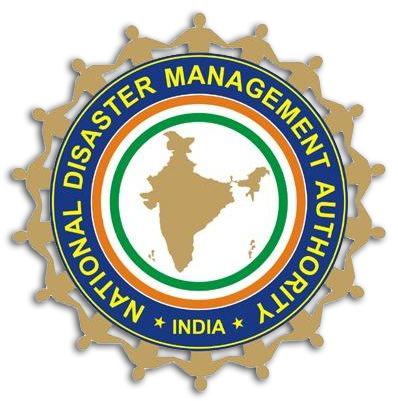 NATIONAL DISASTER MANAGEMENT AUTHORITY
INDIA